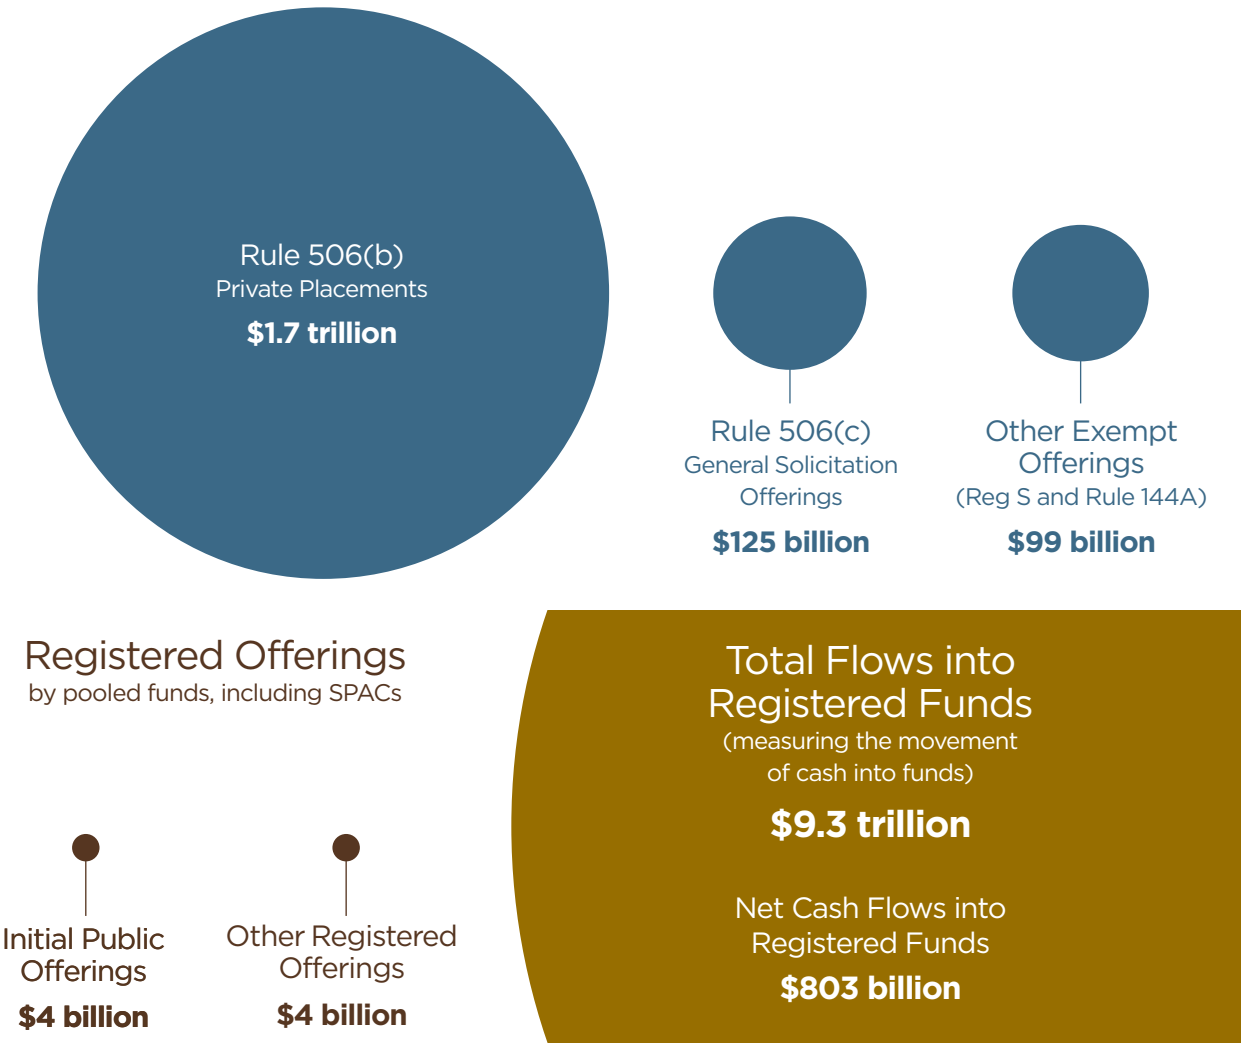 Rule 506(b)
Private Placements
$1.7 trillion
Rule 506(c)
General Solicitation
Offerings
$125 billion
Other Exempt
Offerings
(Reg S and Rule 144A)
$99 billion
Registered Offerings
by pooled funds, including SPACs
Initial Public
Offerings
$4 billion
Other Registered
Offerings
$4 billion
Total Flows into
Registered Funds
(measuring the movement
of cash into funds)
$9.3 trillion
Net Cash Flows into
Registered Funds
$803 billion